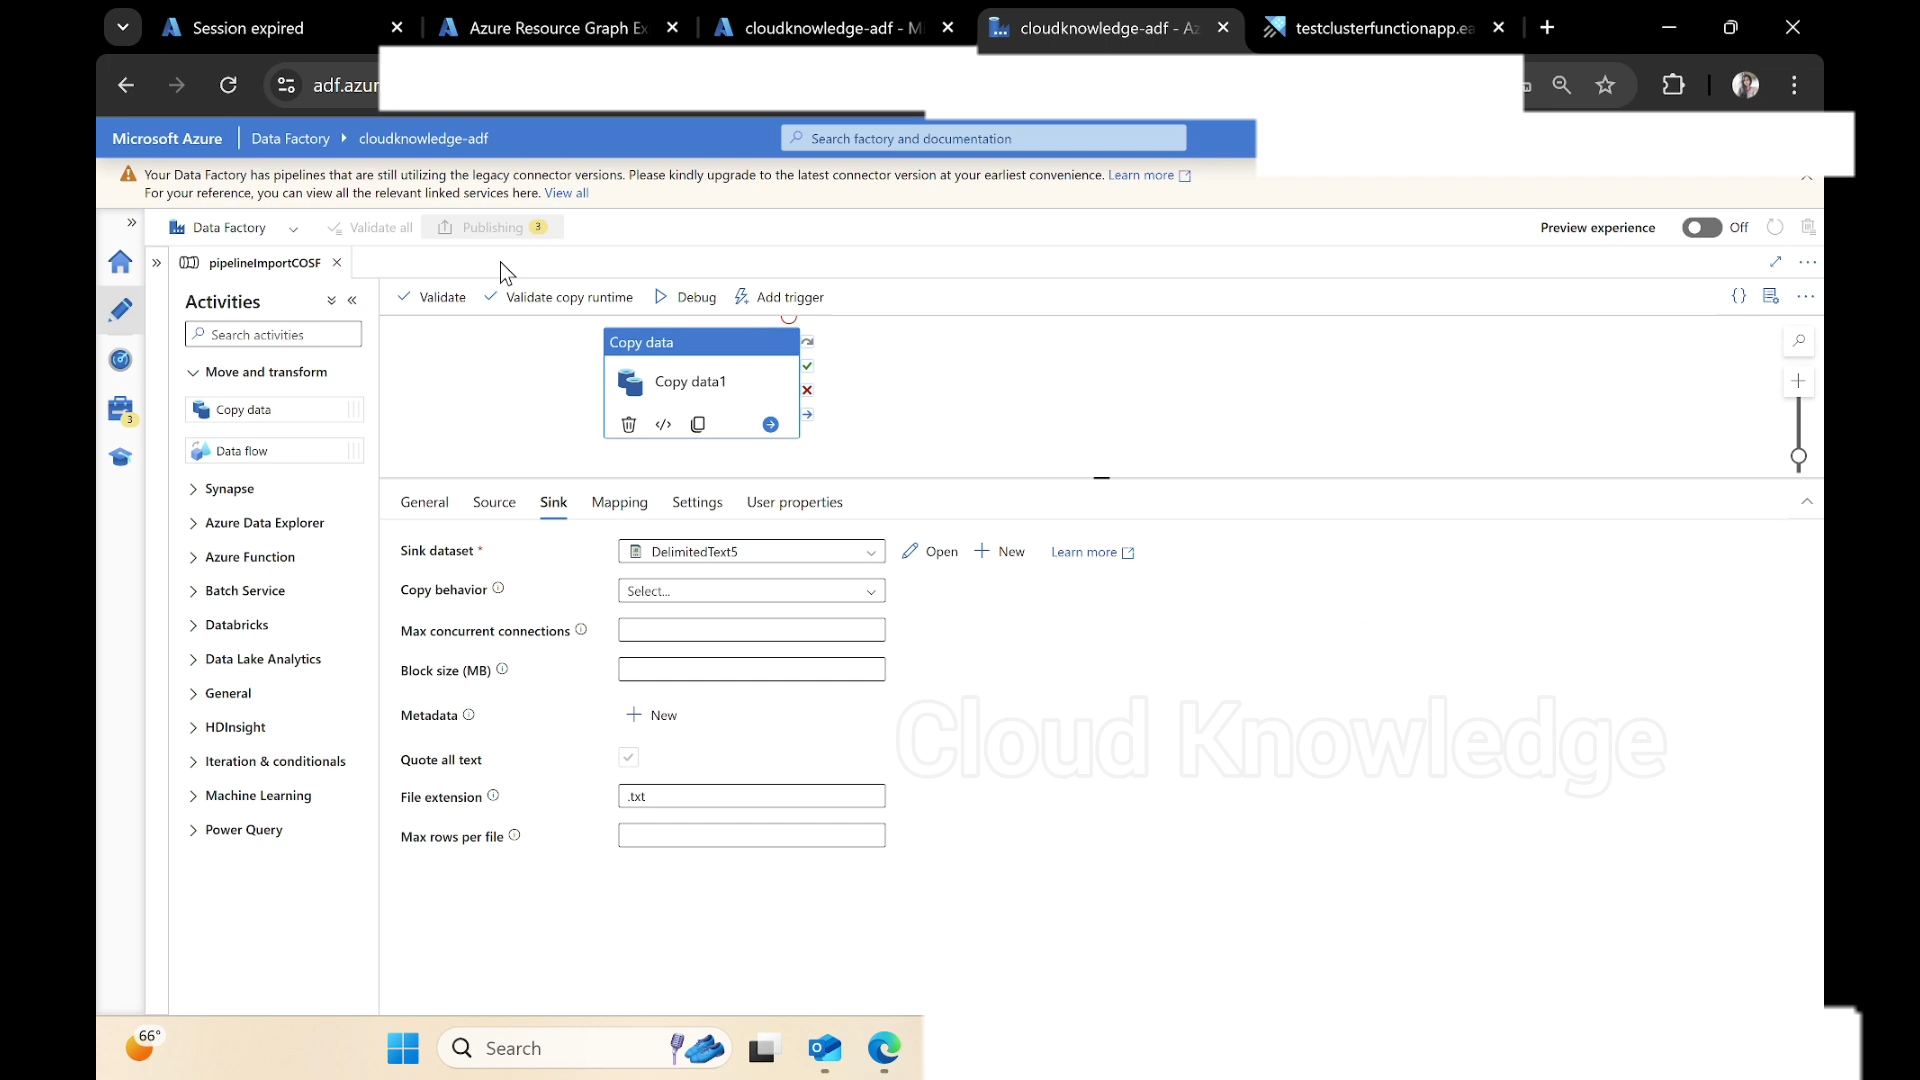 Session expired
Azure Resource Graph Ex
cloudknowledge-adf - Mi
cloudknowledge-adf - Az
testclusterfunctionapp.ea
adf.azur
Microsoft Azure
Data Factory
cloudknowledge-adf
Search factory and documentation
Your Data Factory has pipelines that are still utilizing the legacy connector versions. Please kindly upgrade to the latest connector version at your earliest convenience. Learn more
For your reference, you can view all the relevant linked services here. View all
Data Factory
Validate all
Publishing 3
Preview experience
Off
pipelineImportCOSF
Activities
Search activities
Move and transform
Copy data
Data flow
Synapse
Azure Data Explorer
Azure Function
Batch Service
Databricks
Data Lake Analytics
General
HDInsight
Iteration & conditionals
Machine Learning
Power Query
3
Validate
Validate copy runtime
Debug
Add trigger
Copy data
Copy data1
General
Source
Sink
Mapping
Settings
User properties
Sink dataset *
DelimitedText5
Open
New
Learn more
Copy behavior
Select...
Max concurrent connections
Block size (MB)
Metadata
New
Quote all text
File extension
.txt
Max rows per file
Cloud Knowledge
66°
Search